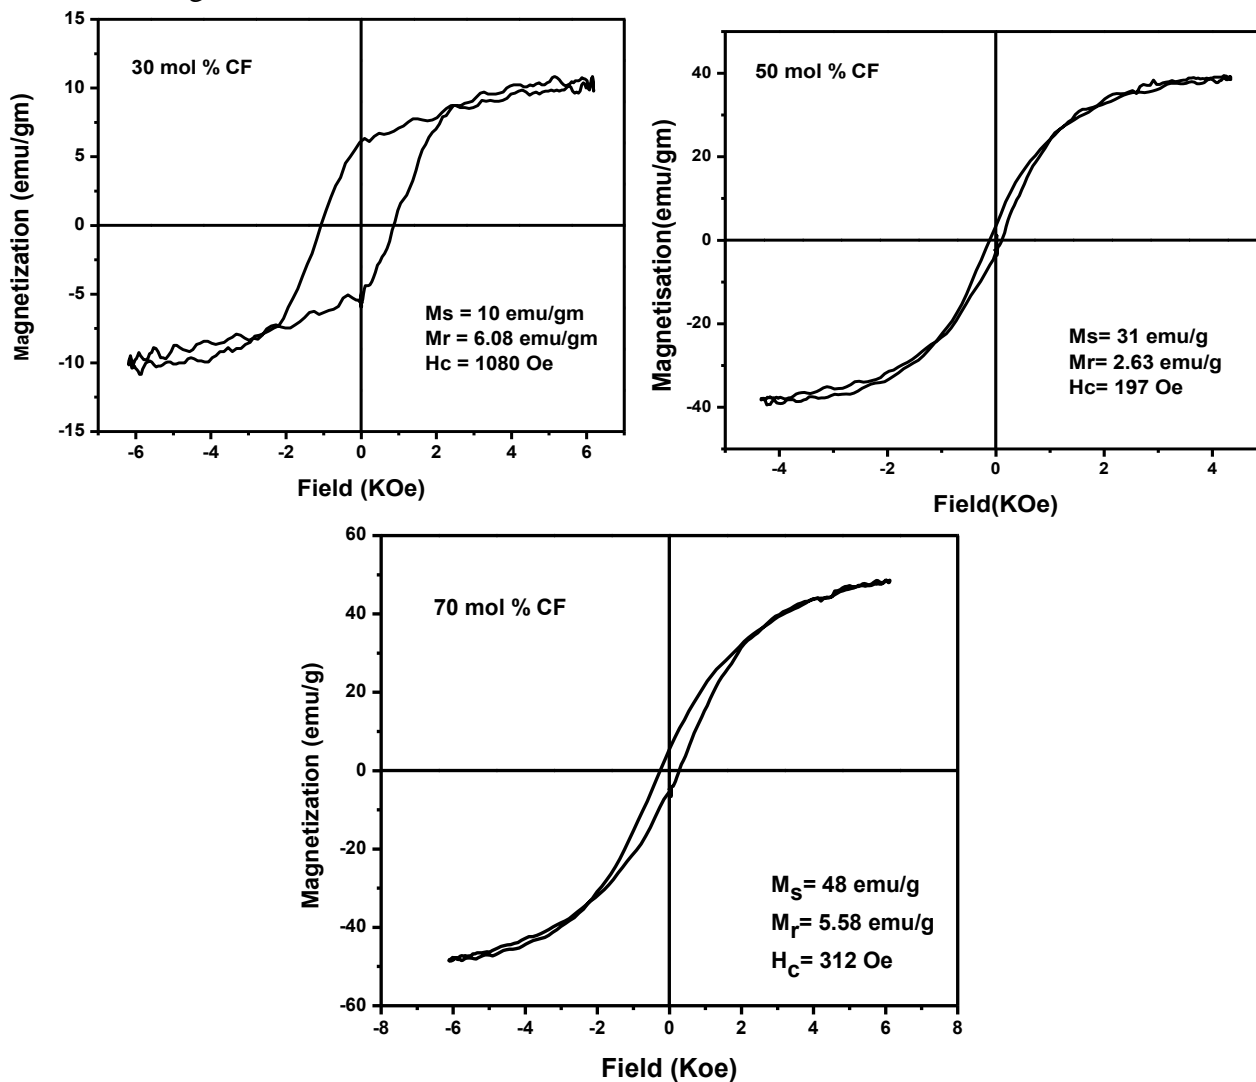 15
10
5
0
-5
-10
-15
-6
-4
-2
0
2
4
6
Magnetization (emu/gm)
Field (KOe)
30 mol % CF
Ms = 10 emu/gm
Mr = 6.08 emu/gm
Hc = 1080 Oe
40
20
0
-20
-40
-4
-2
0
2
4
Magnetisation(emu/gm)
Field(KOe)
50 mol % CF
Ms= 31 emu/g
Mr= 2.63 emu/g
Hc= 197 Oe
60
40
20
0
-20
-40
-60
-8
-6
-4
-2
0
2
4
6
8
Magnetization (emu/g)
Field (Koe)
70 mol % CF
Ms= 48 emu/g
Mr= 5.58 emu/g
Hc= 312 Oe